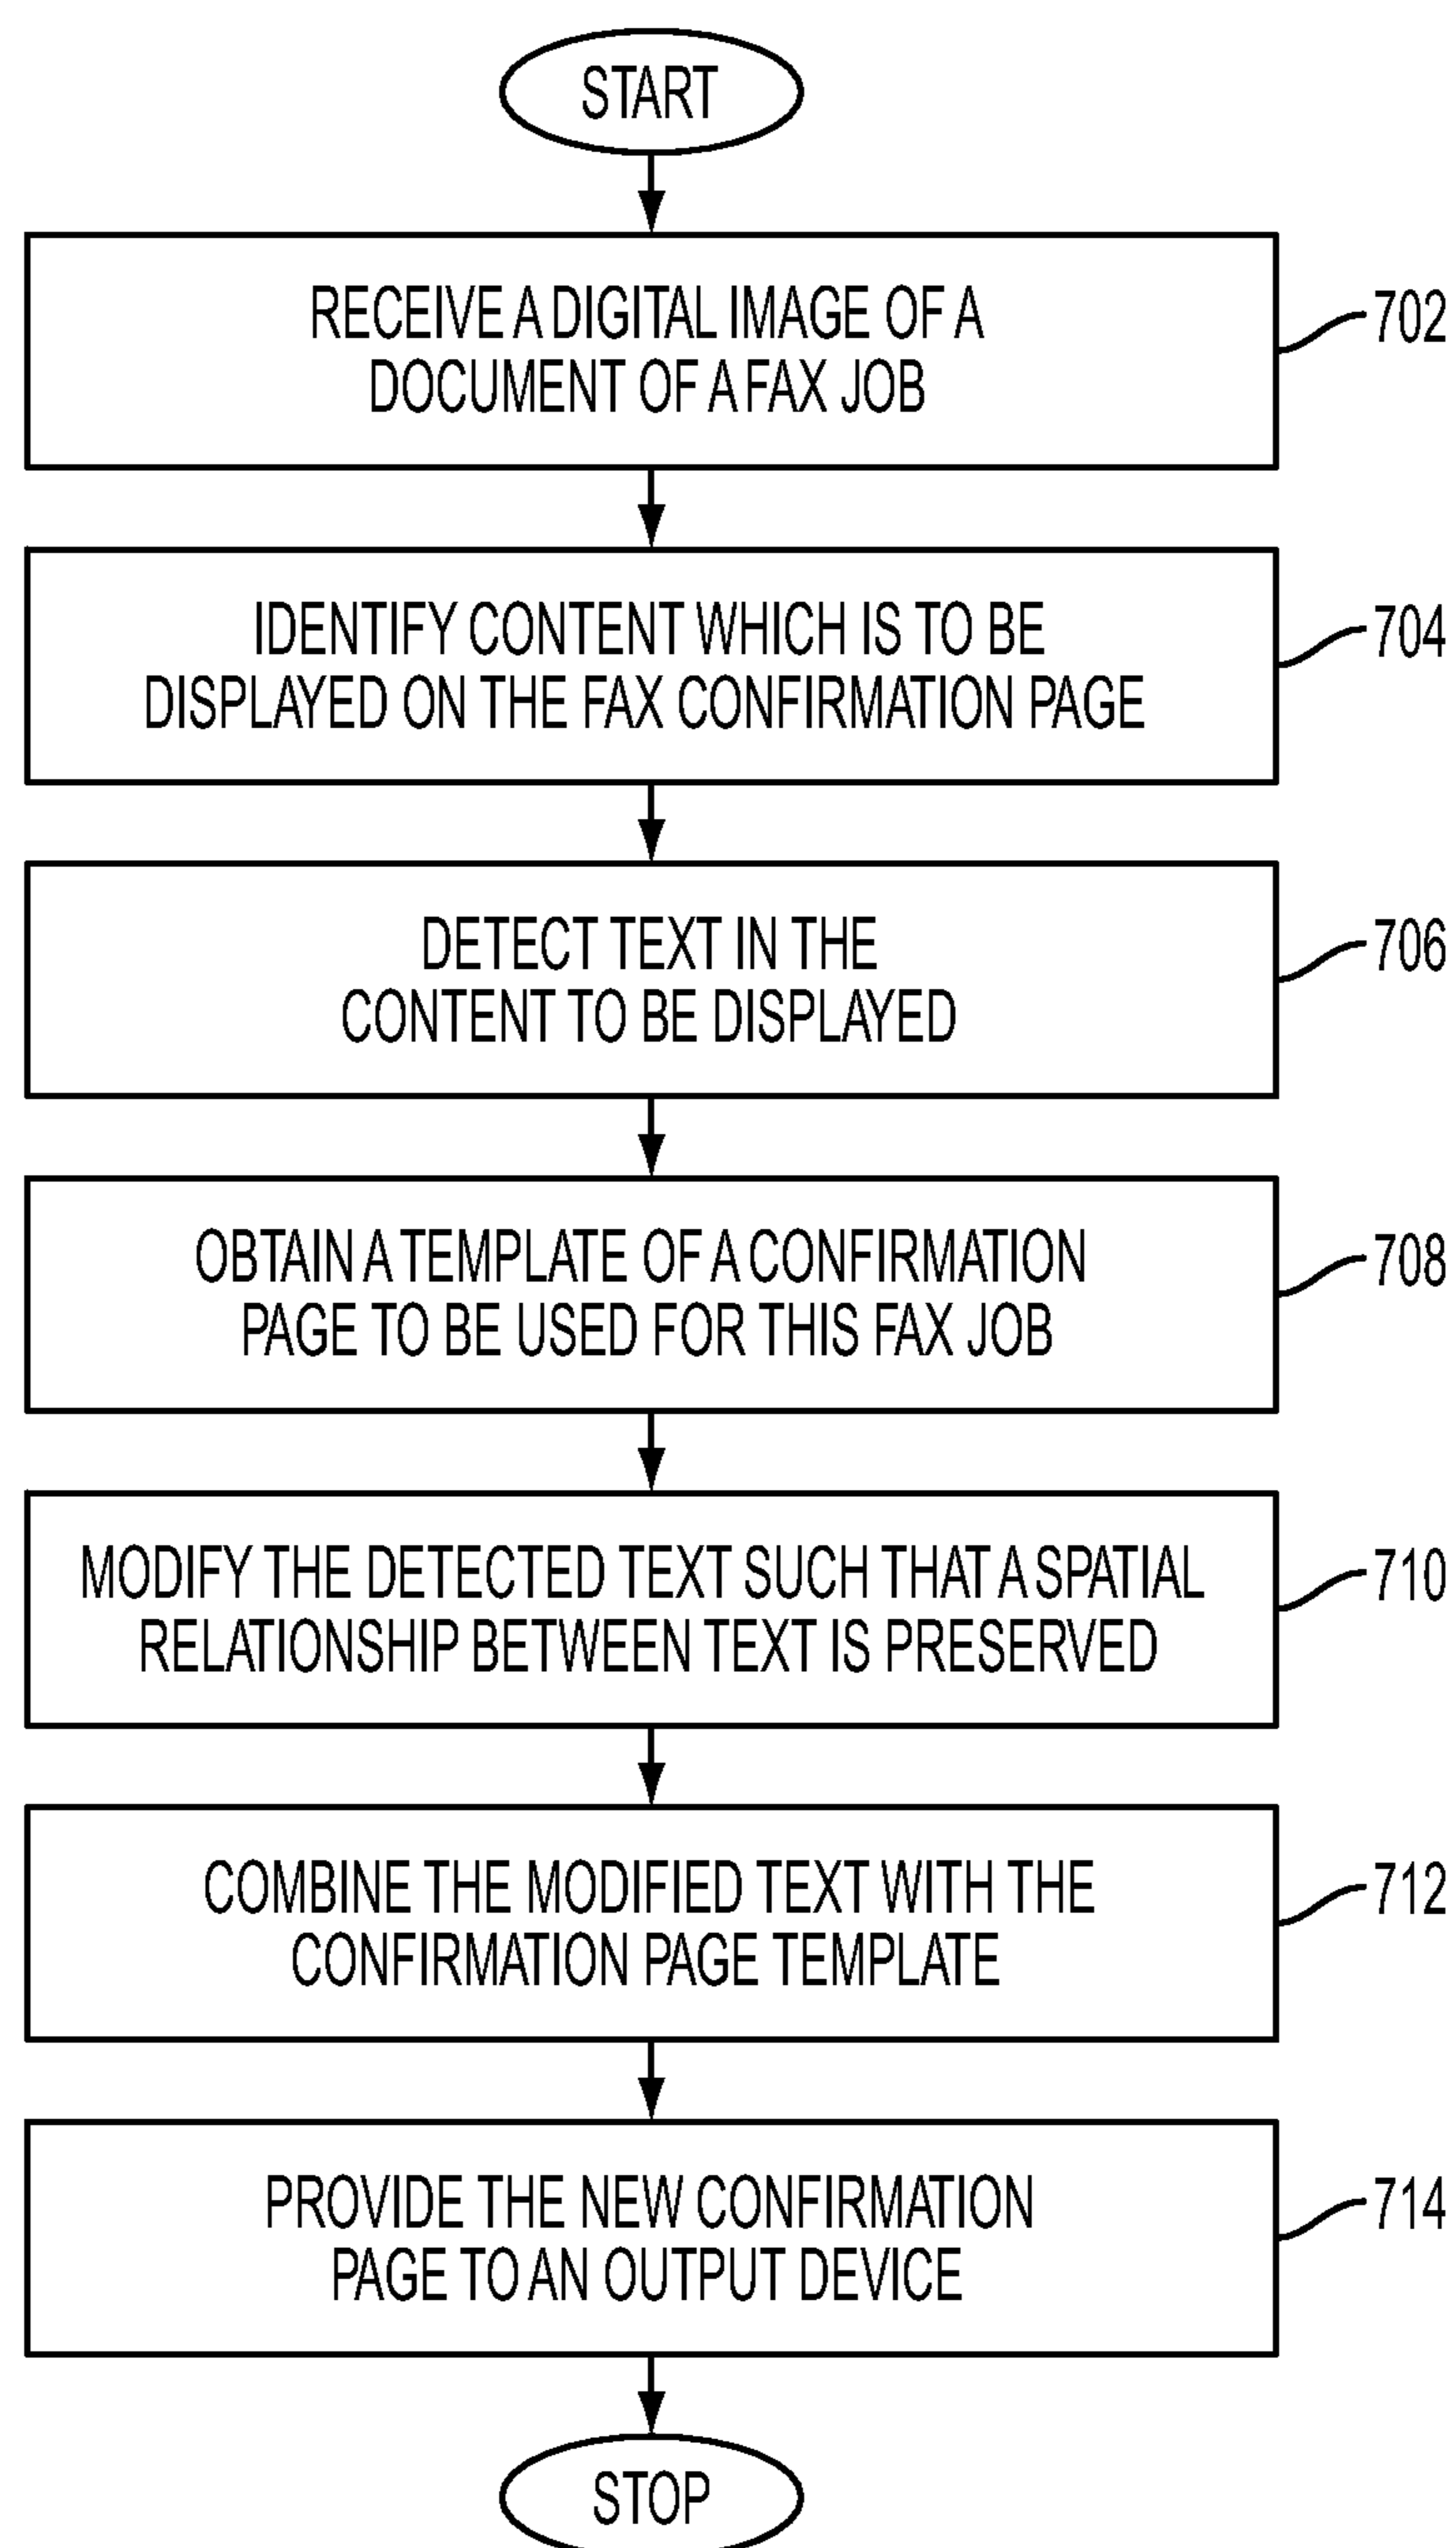 START
RECEIVE A DIGITAL IMAGE OF A
DOCUMENT OF A FAX JOB
702
IDENTIFY CONTENT WHICH IS TO BE
DISPLAYED ON THE FAX CONFIRMATION PAGE
704
DETECT TEXT IN THE
CONTENT TO BE DISPLAYED
706
OBTAIN A TEMPLATE OF A CONFIRMATION
PAGE TO BE USED FOR THIS FAX JOB
708
MODIFY THE DETECTED TEXT SUCH THAT A SPATIAL
RELATIONSHIP BETWEEN TEXT IS PRESERVED
710
COMBINE THE MODIFIED TEXT WITH THE
CONFIRMATION PAGE TEMPLATE
712
PROVIDE THE NEW CONFIRMATION
PAGE TO AN OUTPUT DEVICE
714
STOP